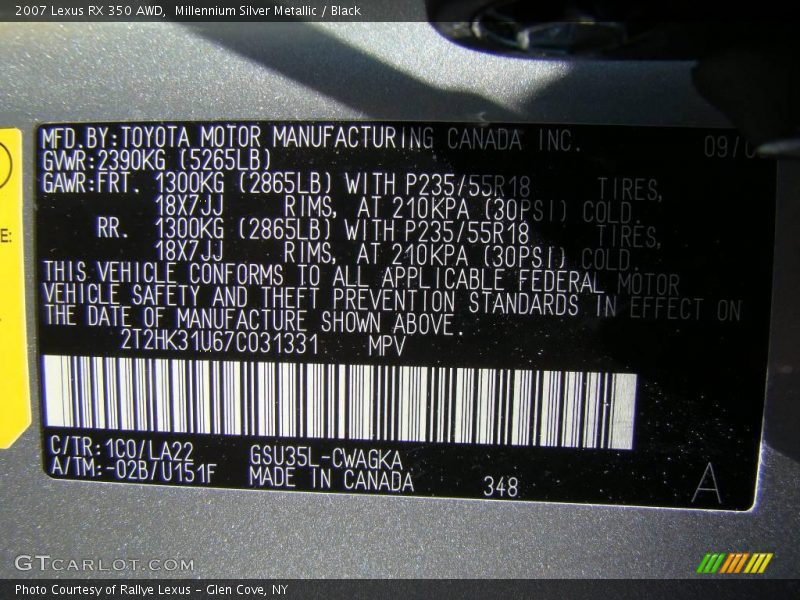 2007 Lexus RX 350 AWD,  Millennium Silver Metallic / Black
MFD.BY:TOYOTA MOTOR MANUFACTURING CANADA INC. 09/0
GVWR:2390KG (5265LB)
GAWR:FRT. 1300KG (2865LB) WITH P235/55R18 TIRES,
18X7JJ RIMS, AT 210KPA (30PSI) COLD.
RR. 1300KG (2865LB) WITH P235/55R18 TIRES,
18X7JJ RIMS, AT 210KPA (30PSI) COLD.
THIS VEHICLE CONFORMS TO ALL APPLICABLE FEDERAL MOTOR
VEHICLE SAFETY AND THEFT PREVENTION STANDARDS IN EFFECT ON
THE DATE OF MANUFACTURE SHOWN ABOVE.
2T2HK31U67C031331 MPV
C/TR:1C0/LA22 GSU35L-CWAGKA
A/TM:-02B/U151F MADE IN CANADA 348 A
E:
GTCARLOT.COM
Photo Courtesy of Rallye Lexus - Glen Cove, NY